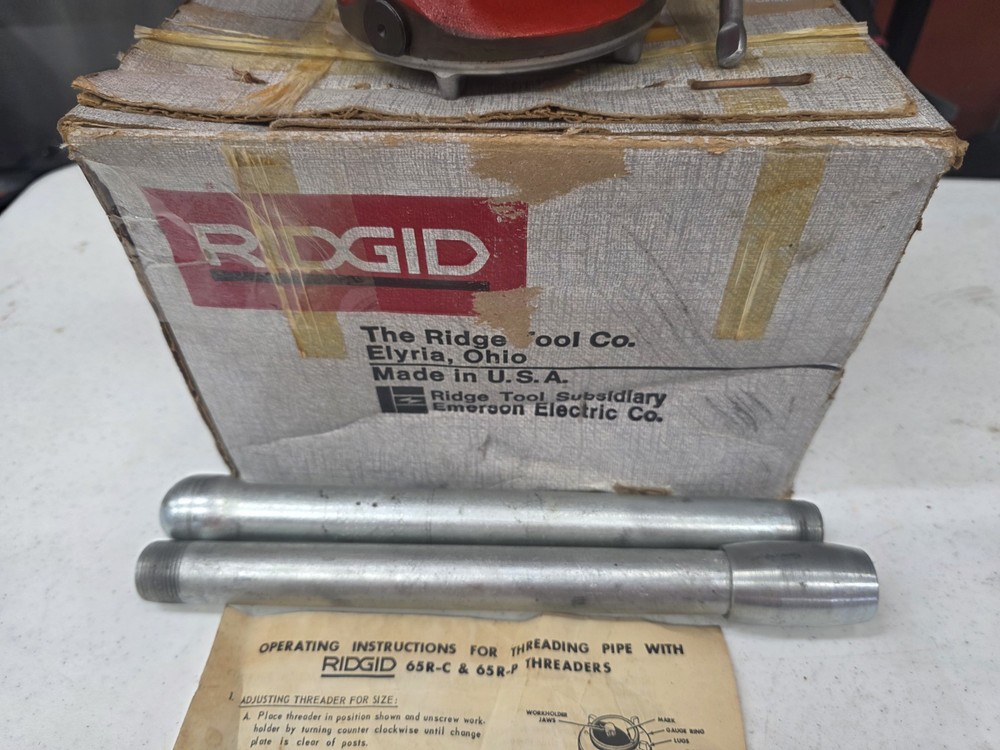 RIDGID
The Ridge ool Co.
Elyria, Ohio
Made in U.S.A.
Ridge Tool Subsidiary
Emerson Electric Co.
OPERATING INSTRUCTIONS FOR THREADING PIPE WITH
RIDGID 65R-C & 65R-P THREADERS
1. ADJUSTING THREADER FOR SIZE:
A. Place threader in position shown and unscrew work-
holder by turning counter clockwise until change
plate is clear of posts.
WORKHOLDER
JAWS
MARK
GAUGE RING
LUGS